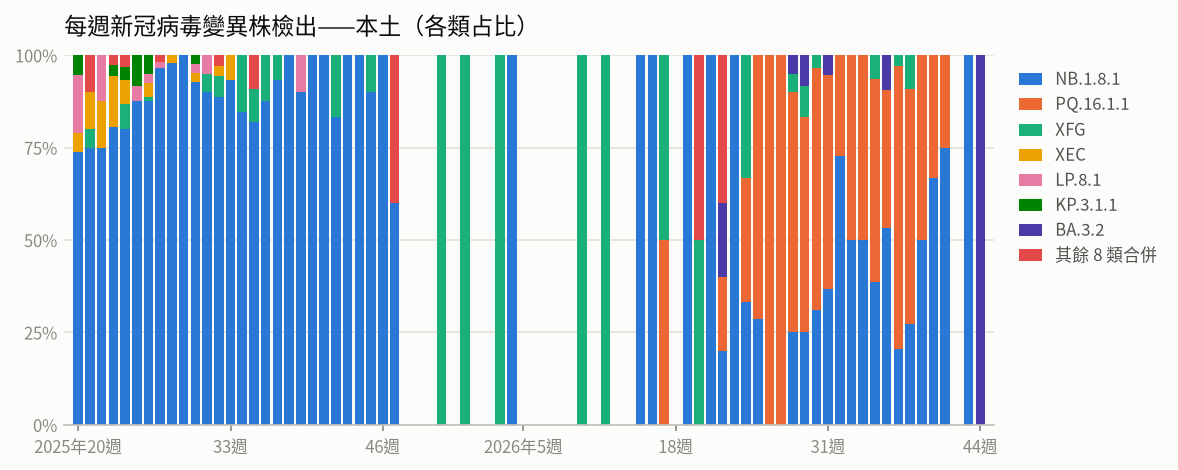 每週新冠病毒變異株檢出——本土（各類占比）
100%
75%
50%
25%
0%
2025年20週
33週
46週
2026年5週
18週
31週
44週
NB.1.8.1
PQ.16.1.1
XFG
XEC
LP.8.1
KP.3.1.1
BA.3.2
其餘 8 類合併